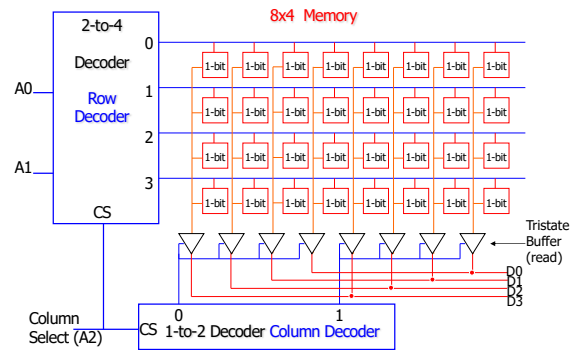 8x4 Memory
2-to-4
Decoder
Row
Decoder
0
1
2
3
A0
A1
CS
1-bit 1-bit 1-bit 1-bit 1-bit 1-bit 1-bit 1-bit
1-bit 1-bit 1-bit 1-bit 1-bit 1-bit 1-bit 1-bit
1-bit 1-bit 1-bit 1-bit 1-bit 1-bit 1-bit 1-bit
1-bit 1-bit 1-bit 1-bit 1-bit 1-bit 1-bit 1-bit
Tristate
Buffer
(read)
D0
D1
D2
D3
0 1
Column
Select (A2)
CS 1-to-2 Decoder Column Decoder